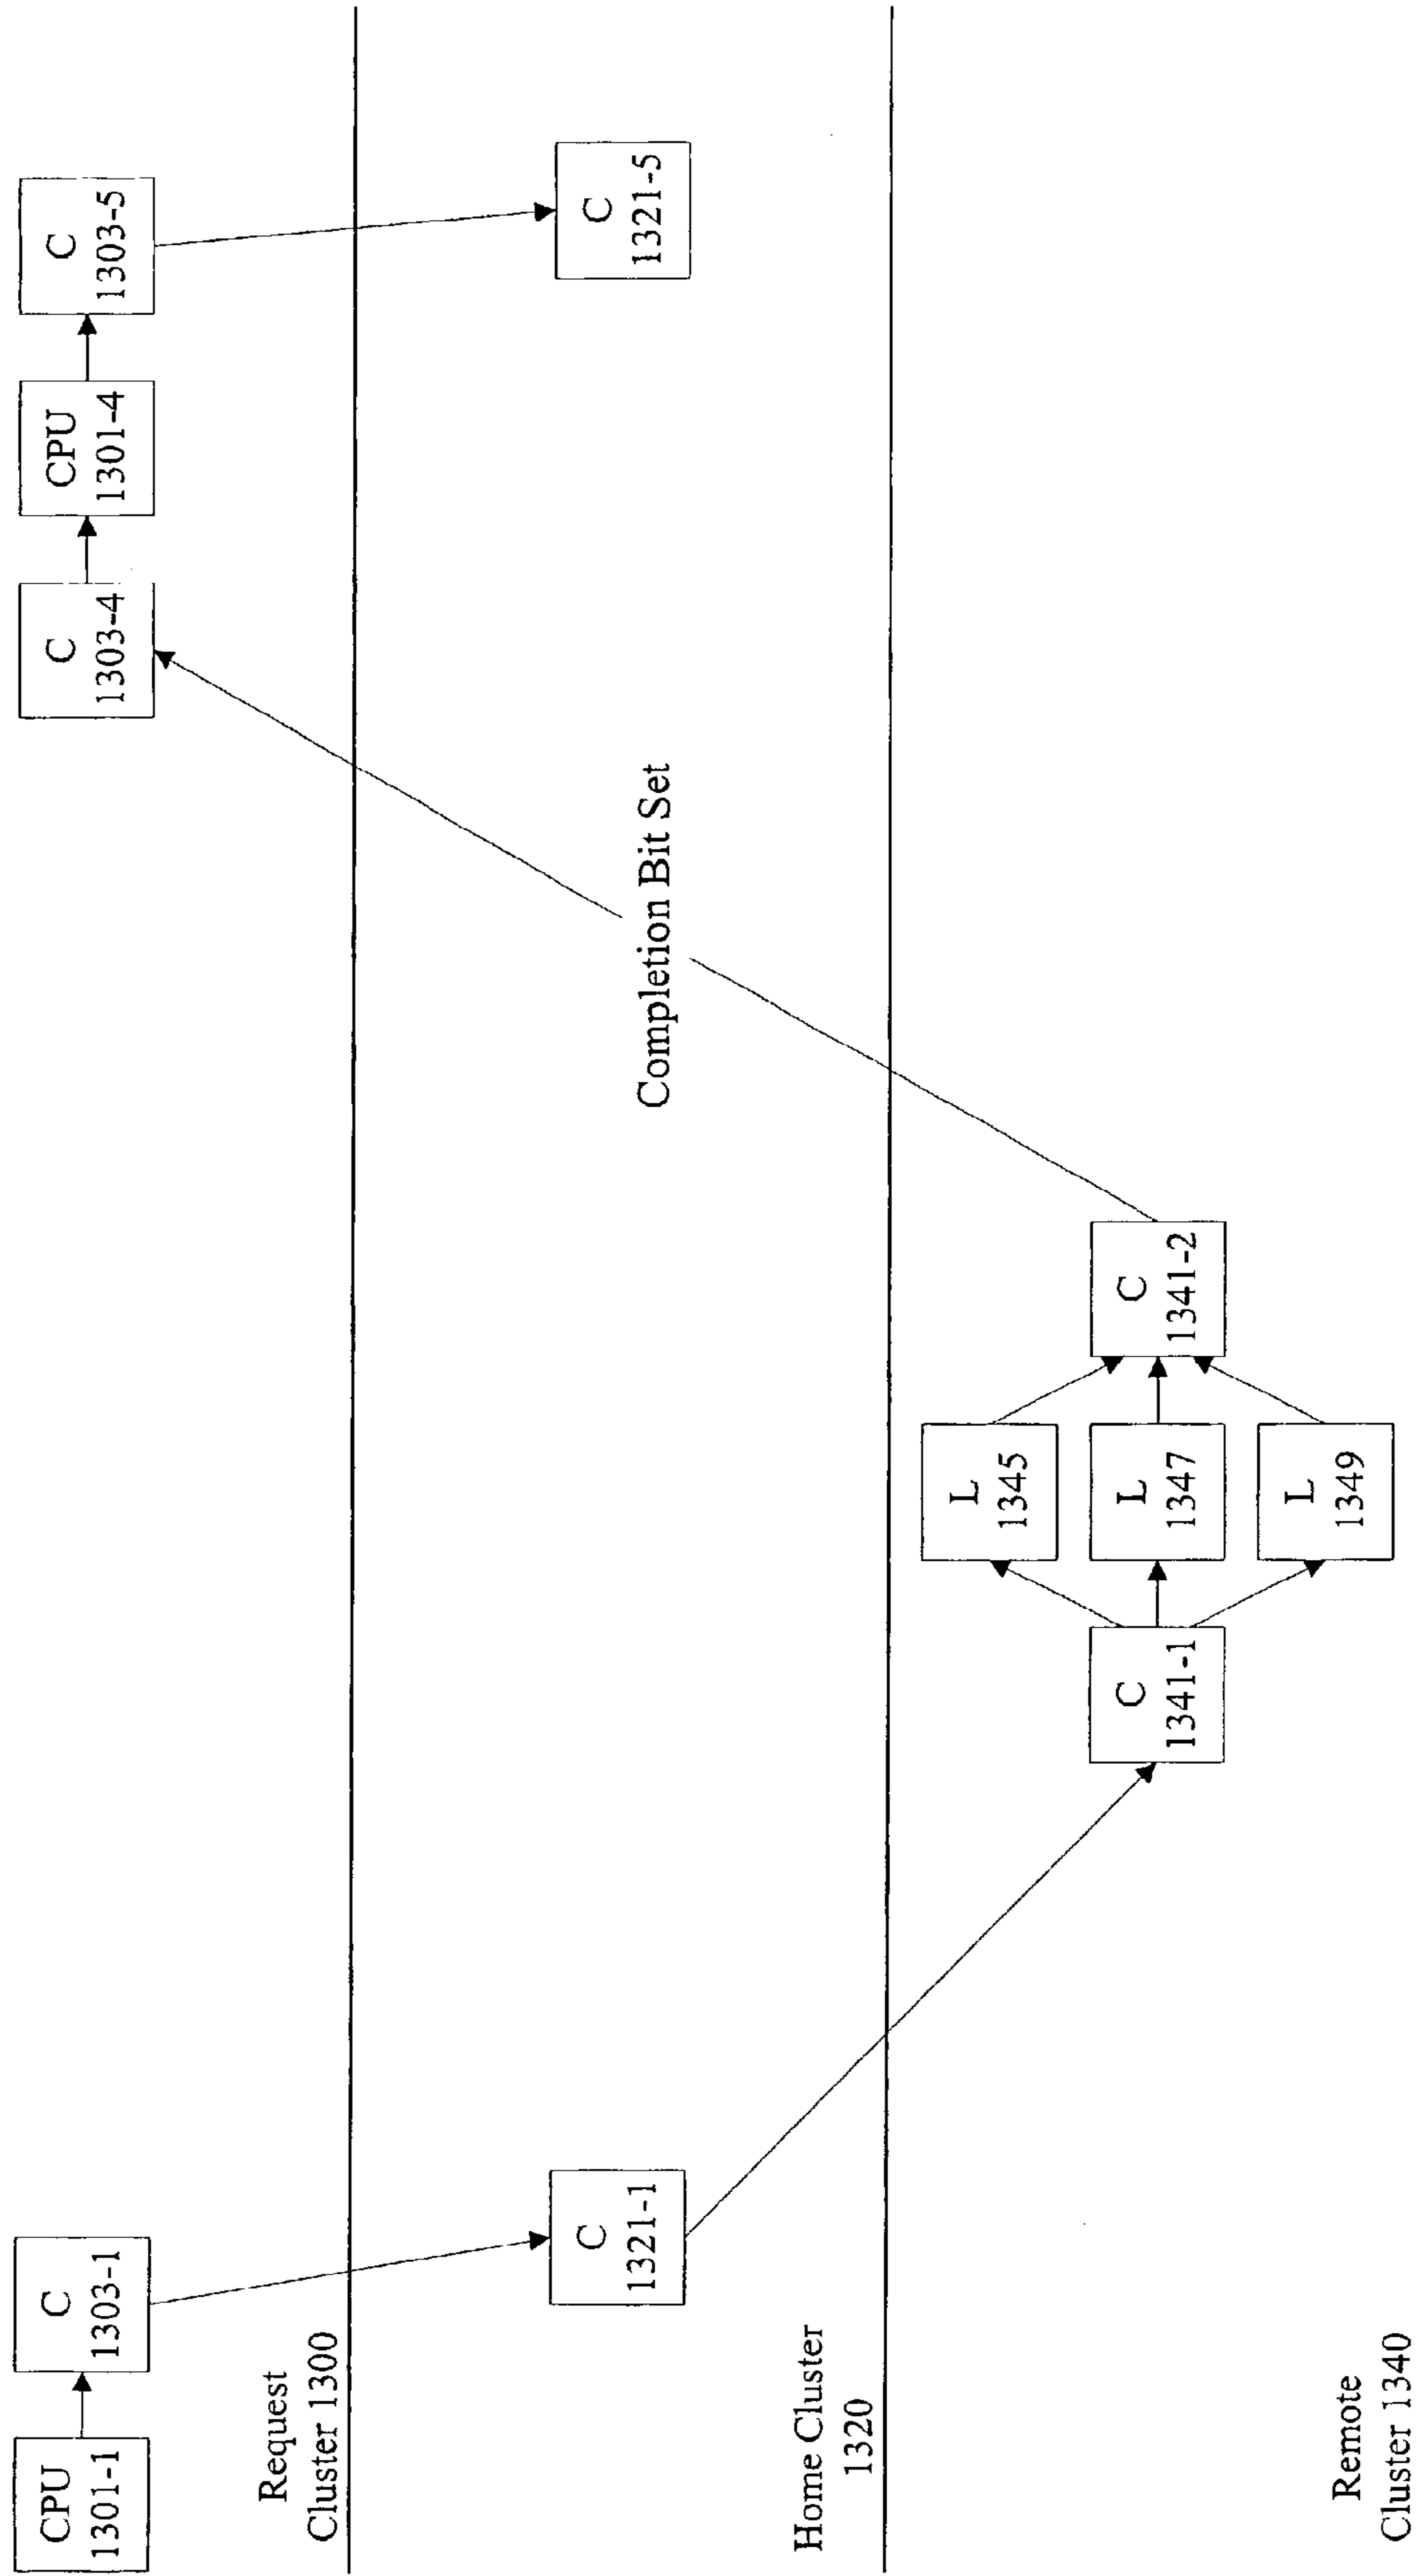 CPU
1301-1
C
1303-1
C
1303-4
CPU
1301-4
C
1303-5
Request
Cluster 1300
C
1321-1
Completion Bit Set
C
1321-5
Home Cluster
1320
C
1341-1
L
1345
L
1347
L
1349
C
1341-2
Remote
Cluster 1340